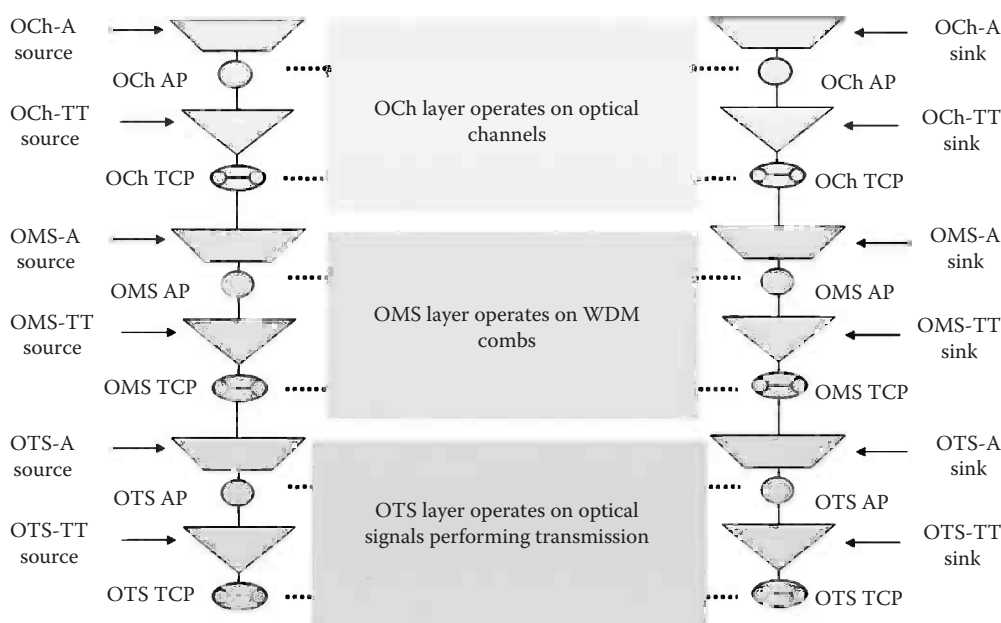 OCh-A
source
OCh AP
OCh-TT
source
OCh TCP
OMS-A
source
OMS AP
OMS-TT
source
OMS TCP
OTS-A
source
OTS AP
OTS-TT
source
OTS TCP
OCh layer operates on optical
channels
OMS layer operates on WDM
combs
OTS layer operates on optical
signals performing transmission
OCh-A
sink
OCh AP
OCh-TT
sink
OCh TCP
OMS-A
sink
OMS AP
OMS-TT
sink
OMS TCP
OTS-A
sink
OTS AP
OTS-TT
sink
OTS TCP